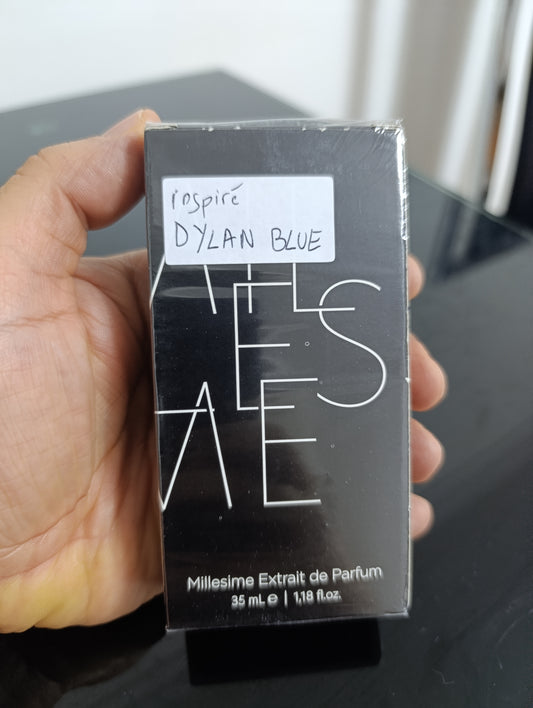 inspiré
DYLAN BLUE
Millesime Extrait de Parfum
35 mL e | 1,18 fl.oz.